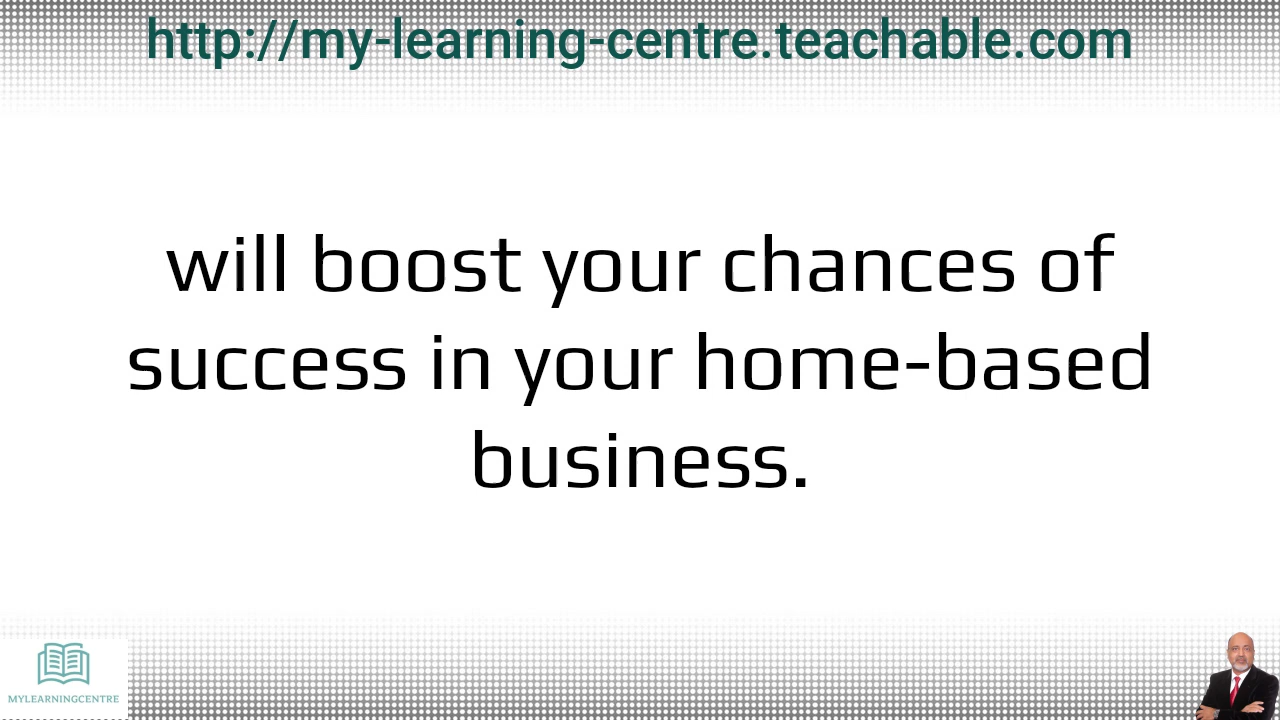 http://my-learning-centre.teachable.com
will boost your chances of
success in your home-based
business.
MYLEARNINGCENTRE